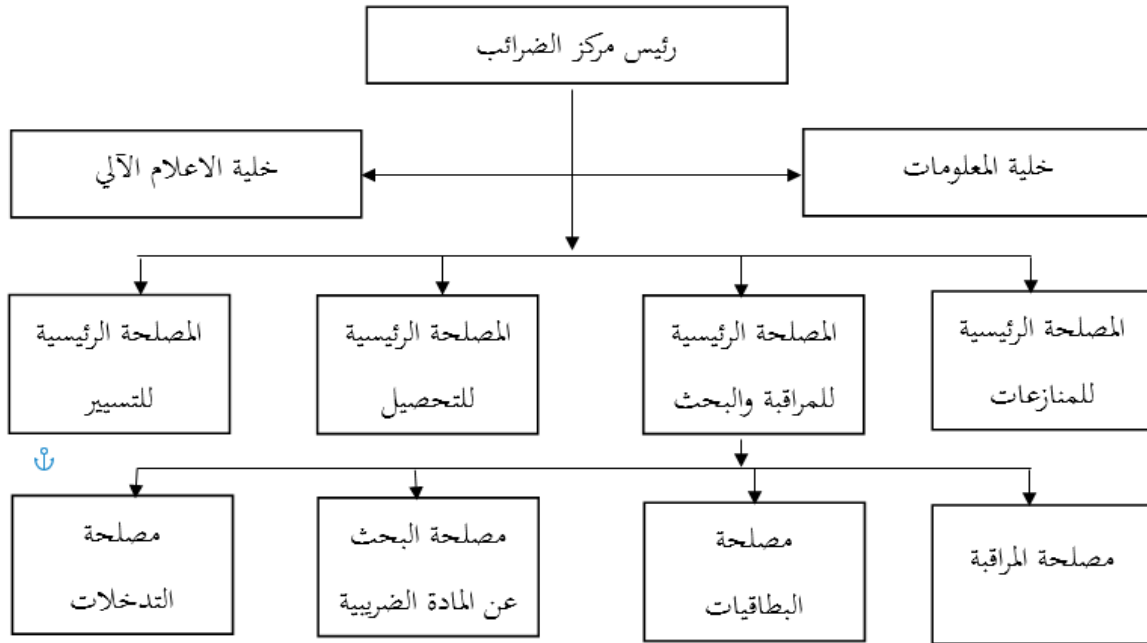 رئيس مركز الضرائب
خلية المعلومات
خلية الاعلام الآلي
المصلحة الرئيسية
للمنازعات
المصلحة الرئيسية
للمراقبة والبحث
المصلحة الرئيسية
للتحصيل
المصلحة الرئيسية
للتسيير
مصلحة المراقبة
مصلحة
البطاقيات
مصلحة البحث
عن المادة الضريبية
مصلحة
التدخلات